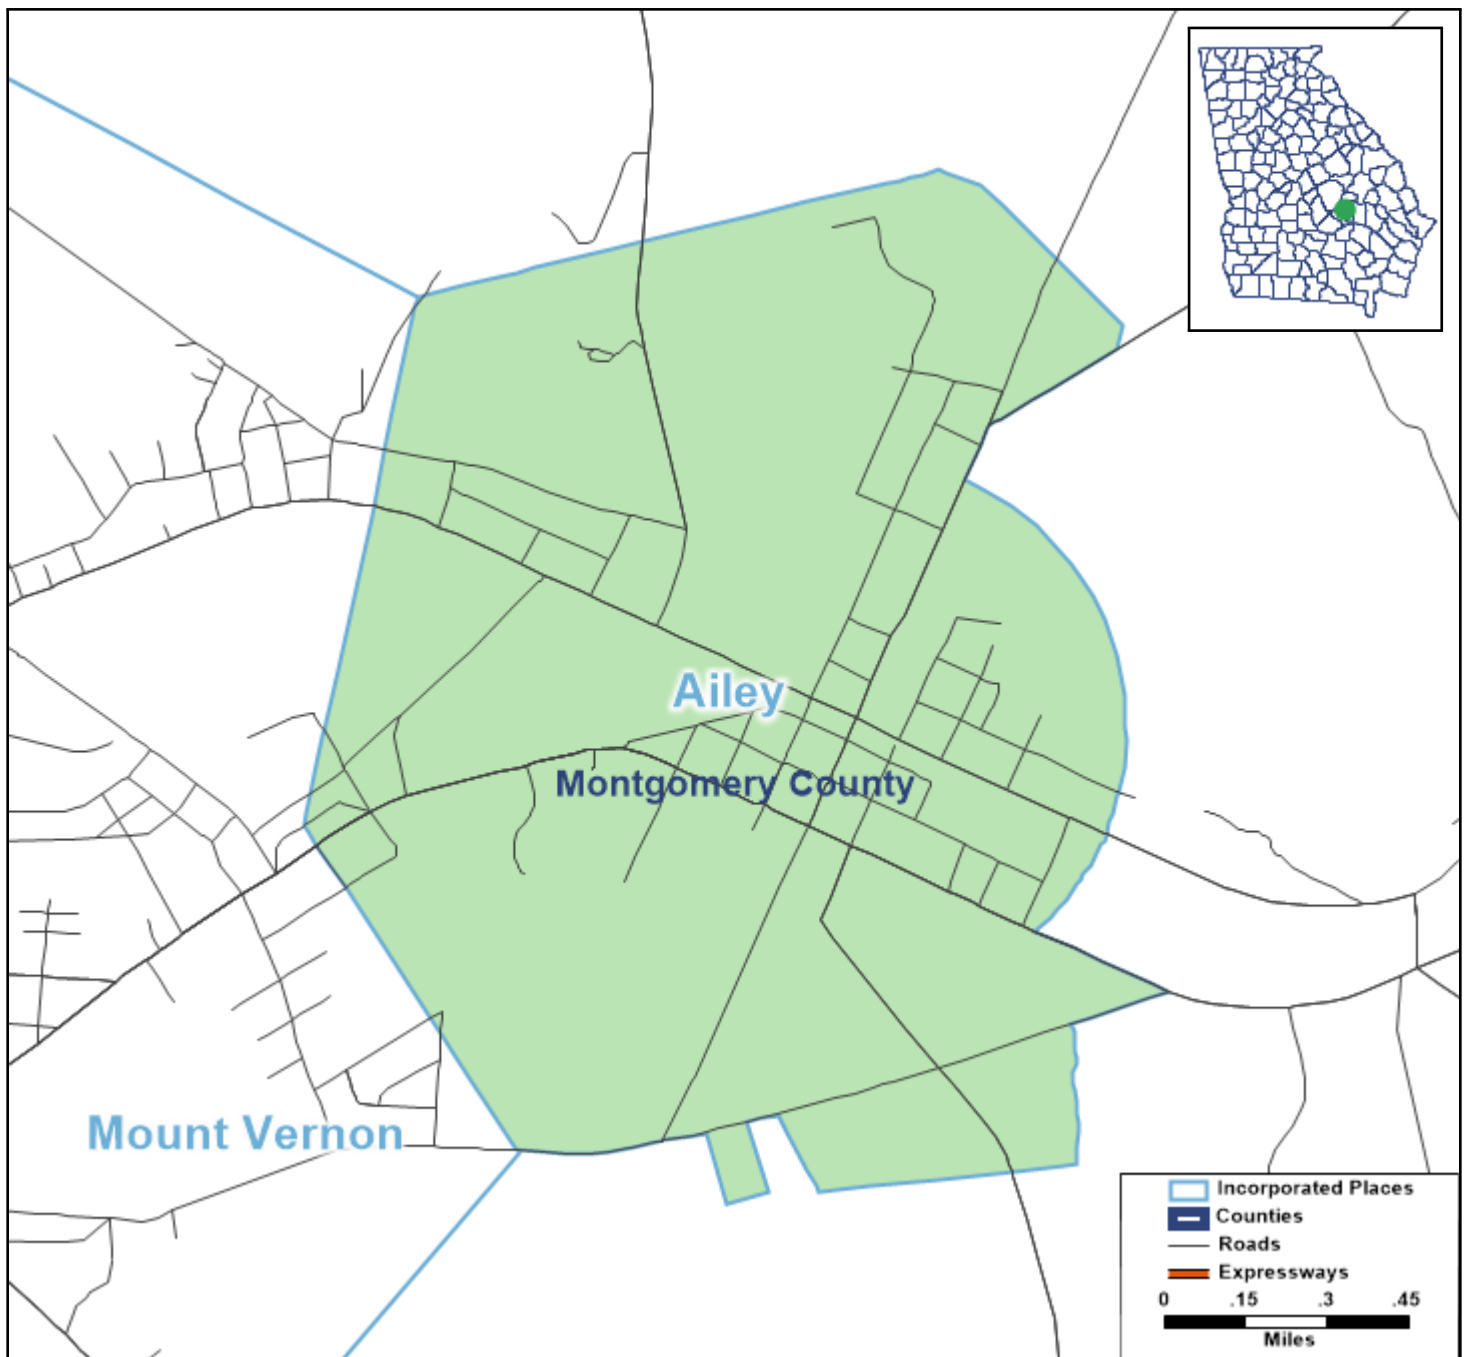 Ailey
Montgomery County
Mount Vernon
Incorporated Places
Counties
Roads
Expressways
0 .15 .3 .45
Miles